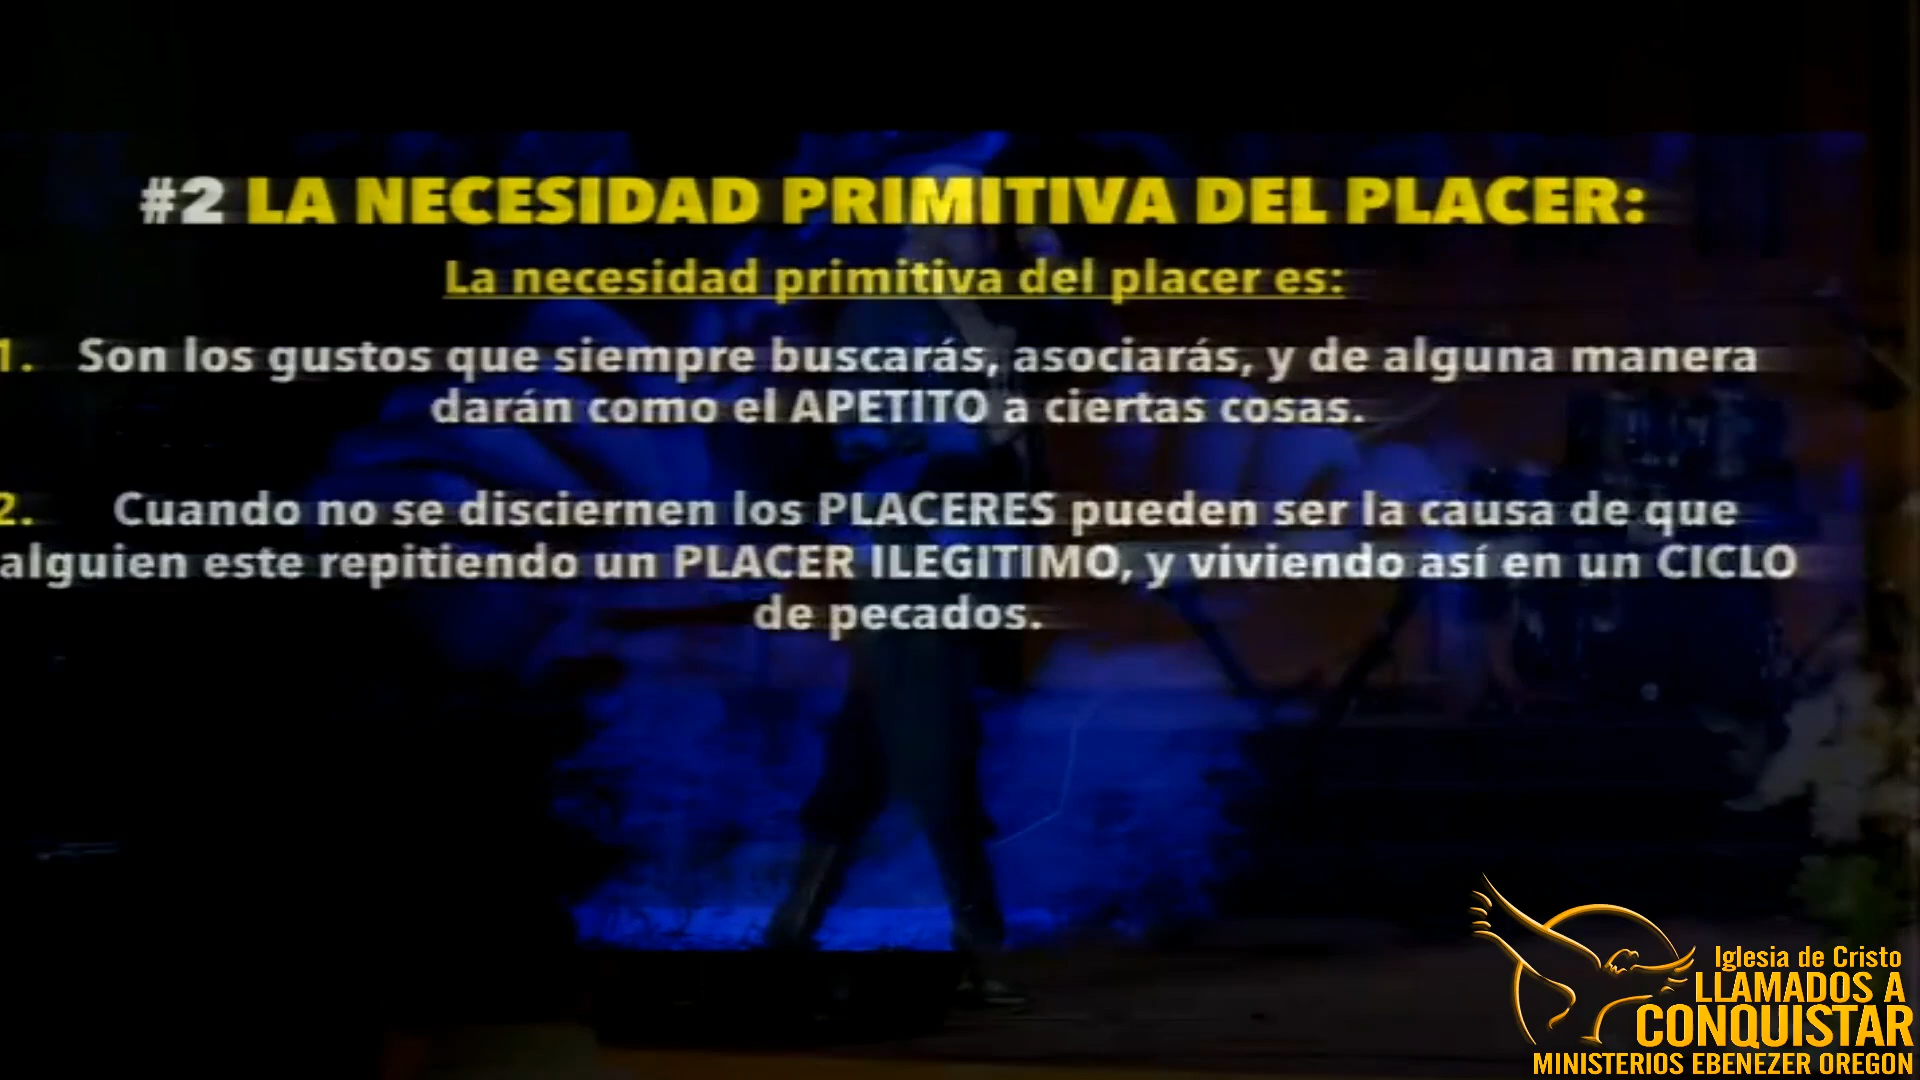 #2 LA NECESIDAD PRIMITIVA DEL PLACER:
La necesidad primitiva del placer es:
1. Son los gustos que siempre buscarás, asociarás, y de alguna manera
darán como el APETITO a ciertas cosas.
2. Cuando no se disciernen los PLACERES pueden ser la causa de que
alguien este repitiendo un PLACER ILEGITIMO, y viviendo así en un CICLO
de pecados.
Iglesia de Cristo
LLAMADOS A
CONQUISTAR
MINISTERIOS EBENEZER OREGON